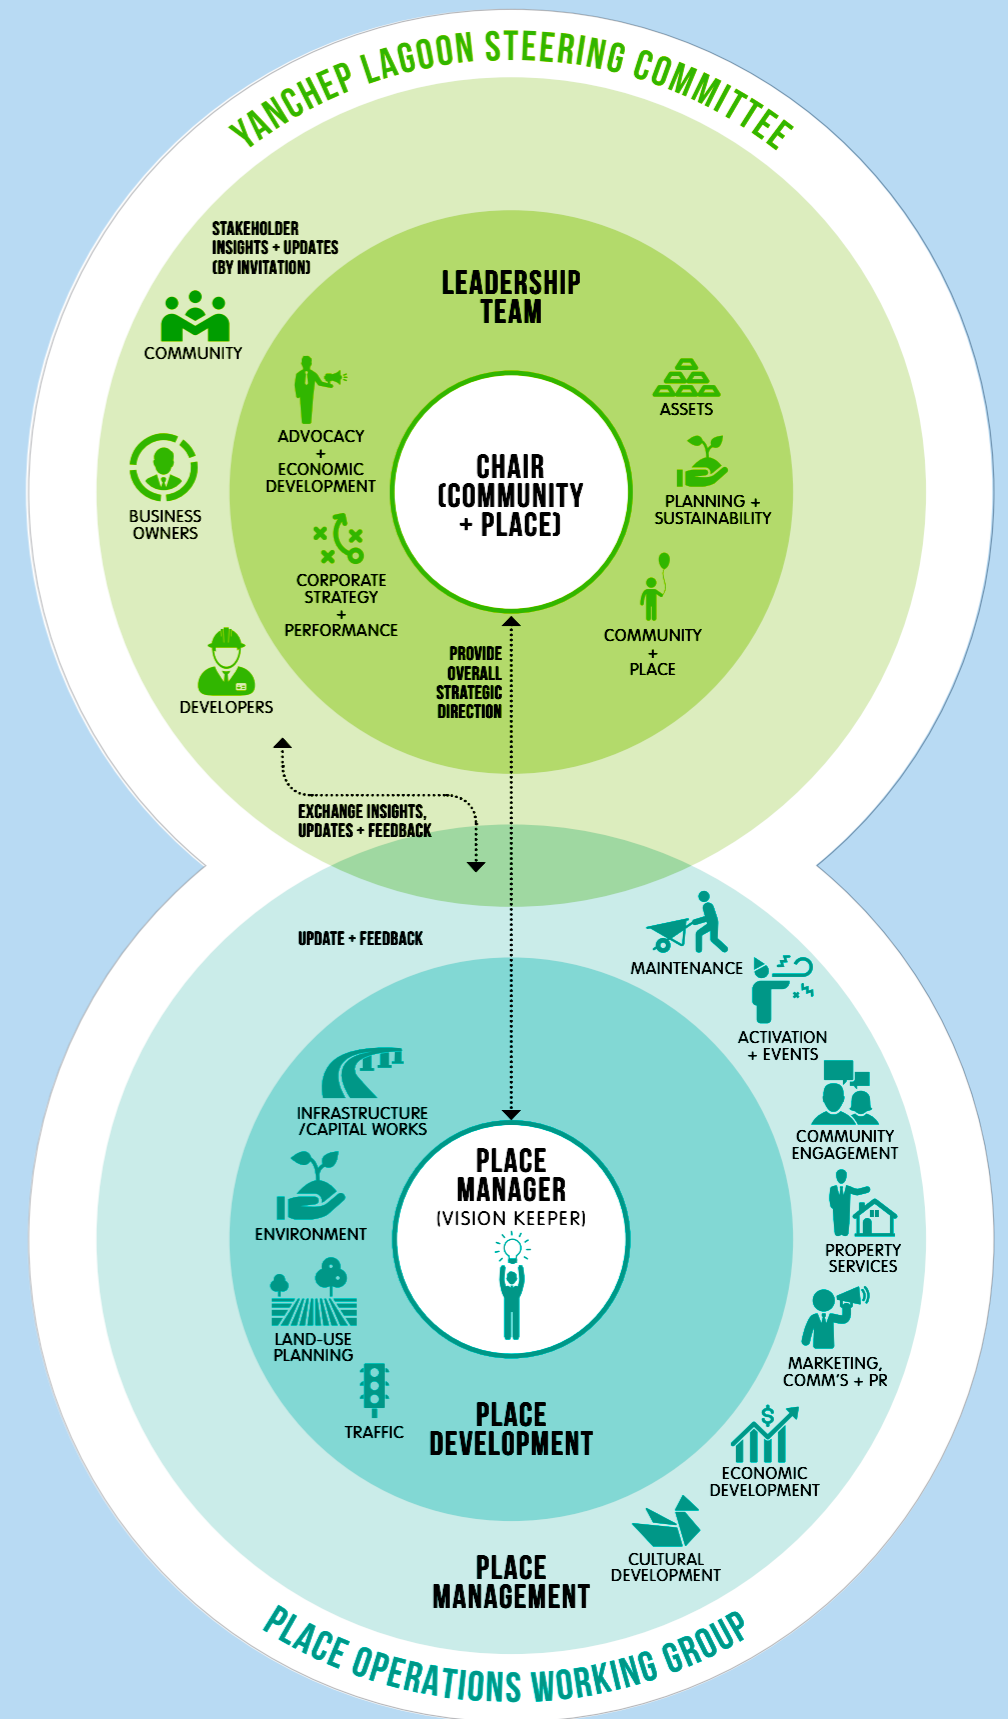 YANCHEP LAGOON STEERING COMMITTEE
STAKEHOLDER
INSIGHTS + UPDATES
(BY INVITATION)
COMMUNITY
BUSINESS
OWNERS
DEVELOPERS
LEADERSHIP
TEAM
ADVOCACY
+
ECONOMIC
DEVELOPMENT
CORPORATE
STRATEGY
+
PERFORMANCE
CHAIR
(COMMUNITY
+ PLACE)
ASSETS
PLANNING +
SUSTAINABILITY
COMMUNITY
+
PLACE
PROVIDE
OVERALL
STRATEGIC
DIRECTION
EXCHANGE INSIGHTS,
UPDATES + FEEDBACK
UPDATE + FEEDBACK
MAINTENANCE
ACTIVATION
+ EVENTS
COMMUNITY
ENGAGEMENT
PROPERTY
SERVICES
MARKETING,
COMM'S + PR
ECONOMIC
DEVELOPMENT
CULTURAL
DEVELOPMENT
INFRASTRUCTURE
/CAPITAL WORKS
ENVIRONMENT
LAND-USE
PLANNING
TRAFFIC
PLACE
MANAGER
(VISION KEEPER)
PLACE
DEVELOPMENT
PLACE
MANAGEMENT
PLACE OPERATIONS WORKING GROUP